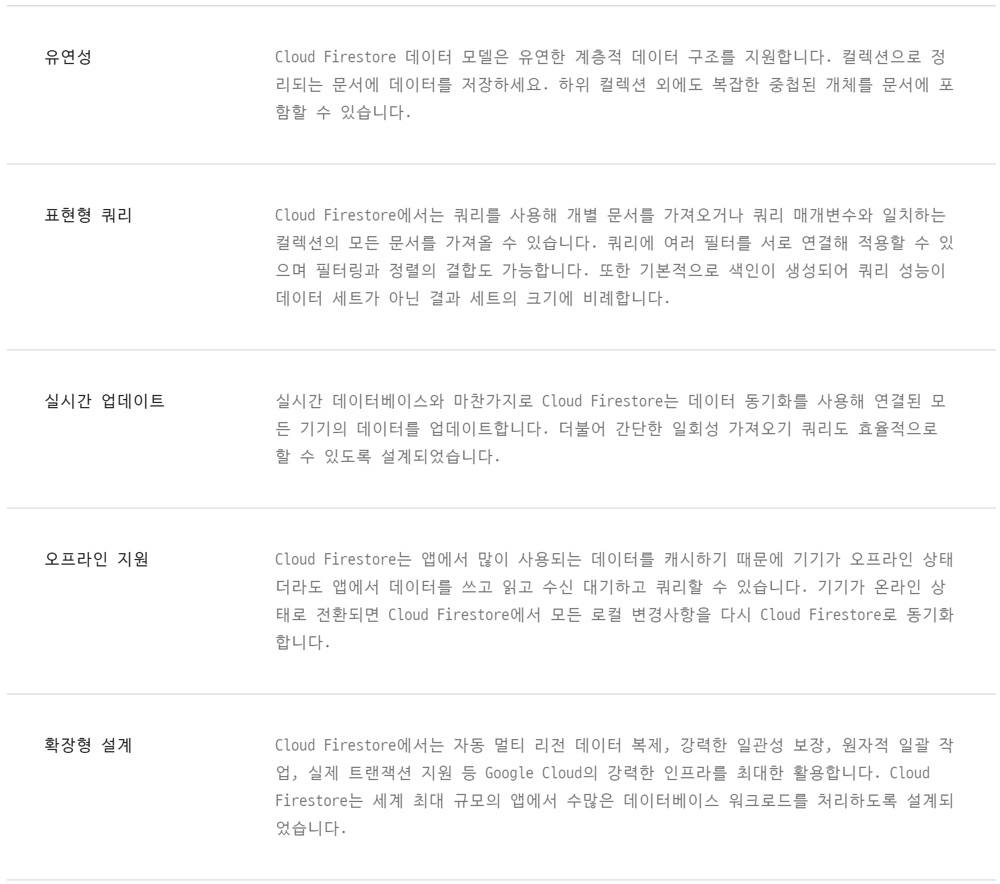 유연성
Cloud Firestore 데이터 모델은 유연한 계층적 데이터 구조를 지원합니다. 컬렉션으로 정
리되는 문서에 데이터를 저장하세요. 하위 컬렉션 외에도 복잡한 중첩된 개체를 문서에 포
함할 수 있습니다.
표현형 쿼리
Cloud Firestore에서는 쿼리를 사용해 개별 문서를 가져오거나 쿼리 매개변수와 일치하는
컬렉션의 모든 문서를 가져올 수 있습니다. 쿼리에 여러 필터를 서로 연결해 적용할 수 있
으며 필터링과 정렬의 결합도 가능합니다. 또한 기본적으로 색인이 생성되어 쿼리 성능이
데이터 세트가 아닌 결과 세트의 크기에 비례합니다.
실시간 업데이트
실시간 데이터베이스와 마찬가지로 Cloud Firestore는 데이터 동기화를 사용해 연결된 모
든 기기의 데이터를 업데이트합니다. 더불어 간단한 일회성 가져오기 쿼리도 효율적으로
할 수 있도록 설계되었습니다.
오프라인 지원
Cloud Firestore는 앱에서 많이 사용되는 데이터를 캐시하기 때문에 기기가 오프라인 상태
더라도 앱에서 데이터를 쓰고 읽고 수신 대기하고 쿼리할 수 있습니다. 기기가 온라인 상
태로 전환되면 Cloud Firestore에서 모든 로컬 변경사항을 다시 Cloud Firestore로 동기화
합니다.
확장형 설계
Cloud Firestore에서는 자동 멀티 리전 데이터 복제, 강력한 일관성 보장, 원자적 일괄 작
업, 실제 트랜잭션 지원 등 Google Cloud의 강력한 인프라를 최대한 활용합니다. Cloud
Firestore는 세계 최대 규모의 앱에서 수많은 데이터베이스 워크로드를 처리하도록 설계되
었습니다.